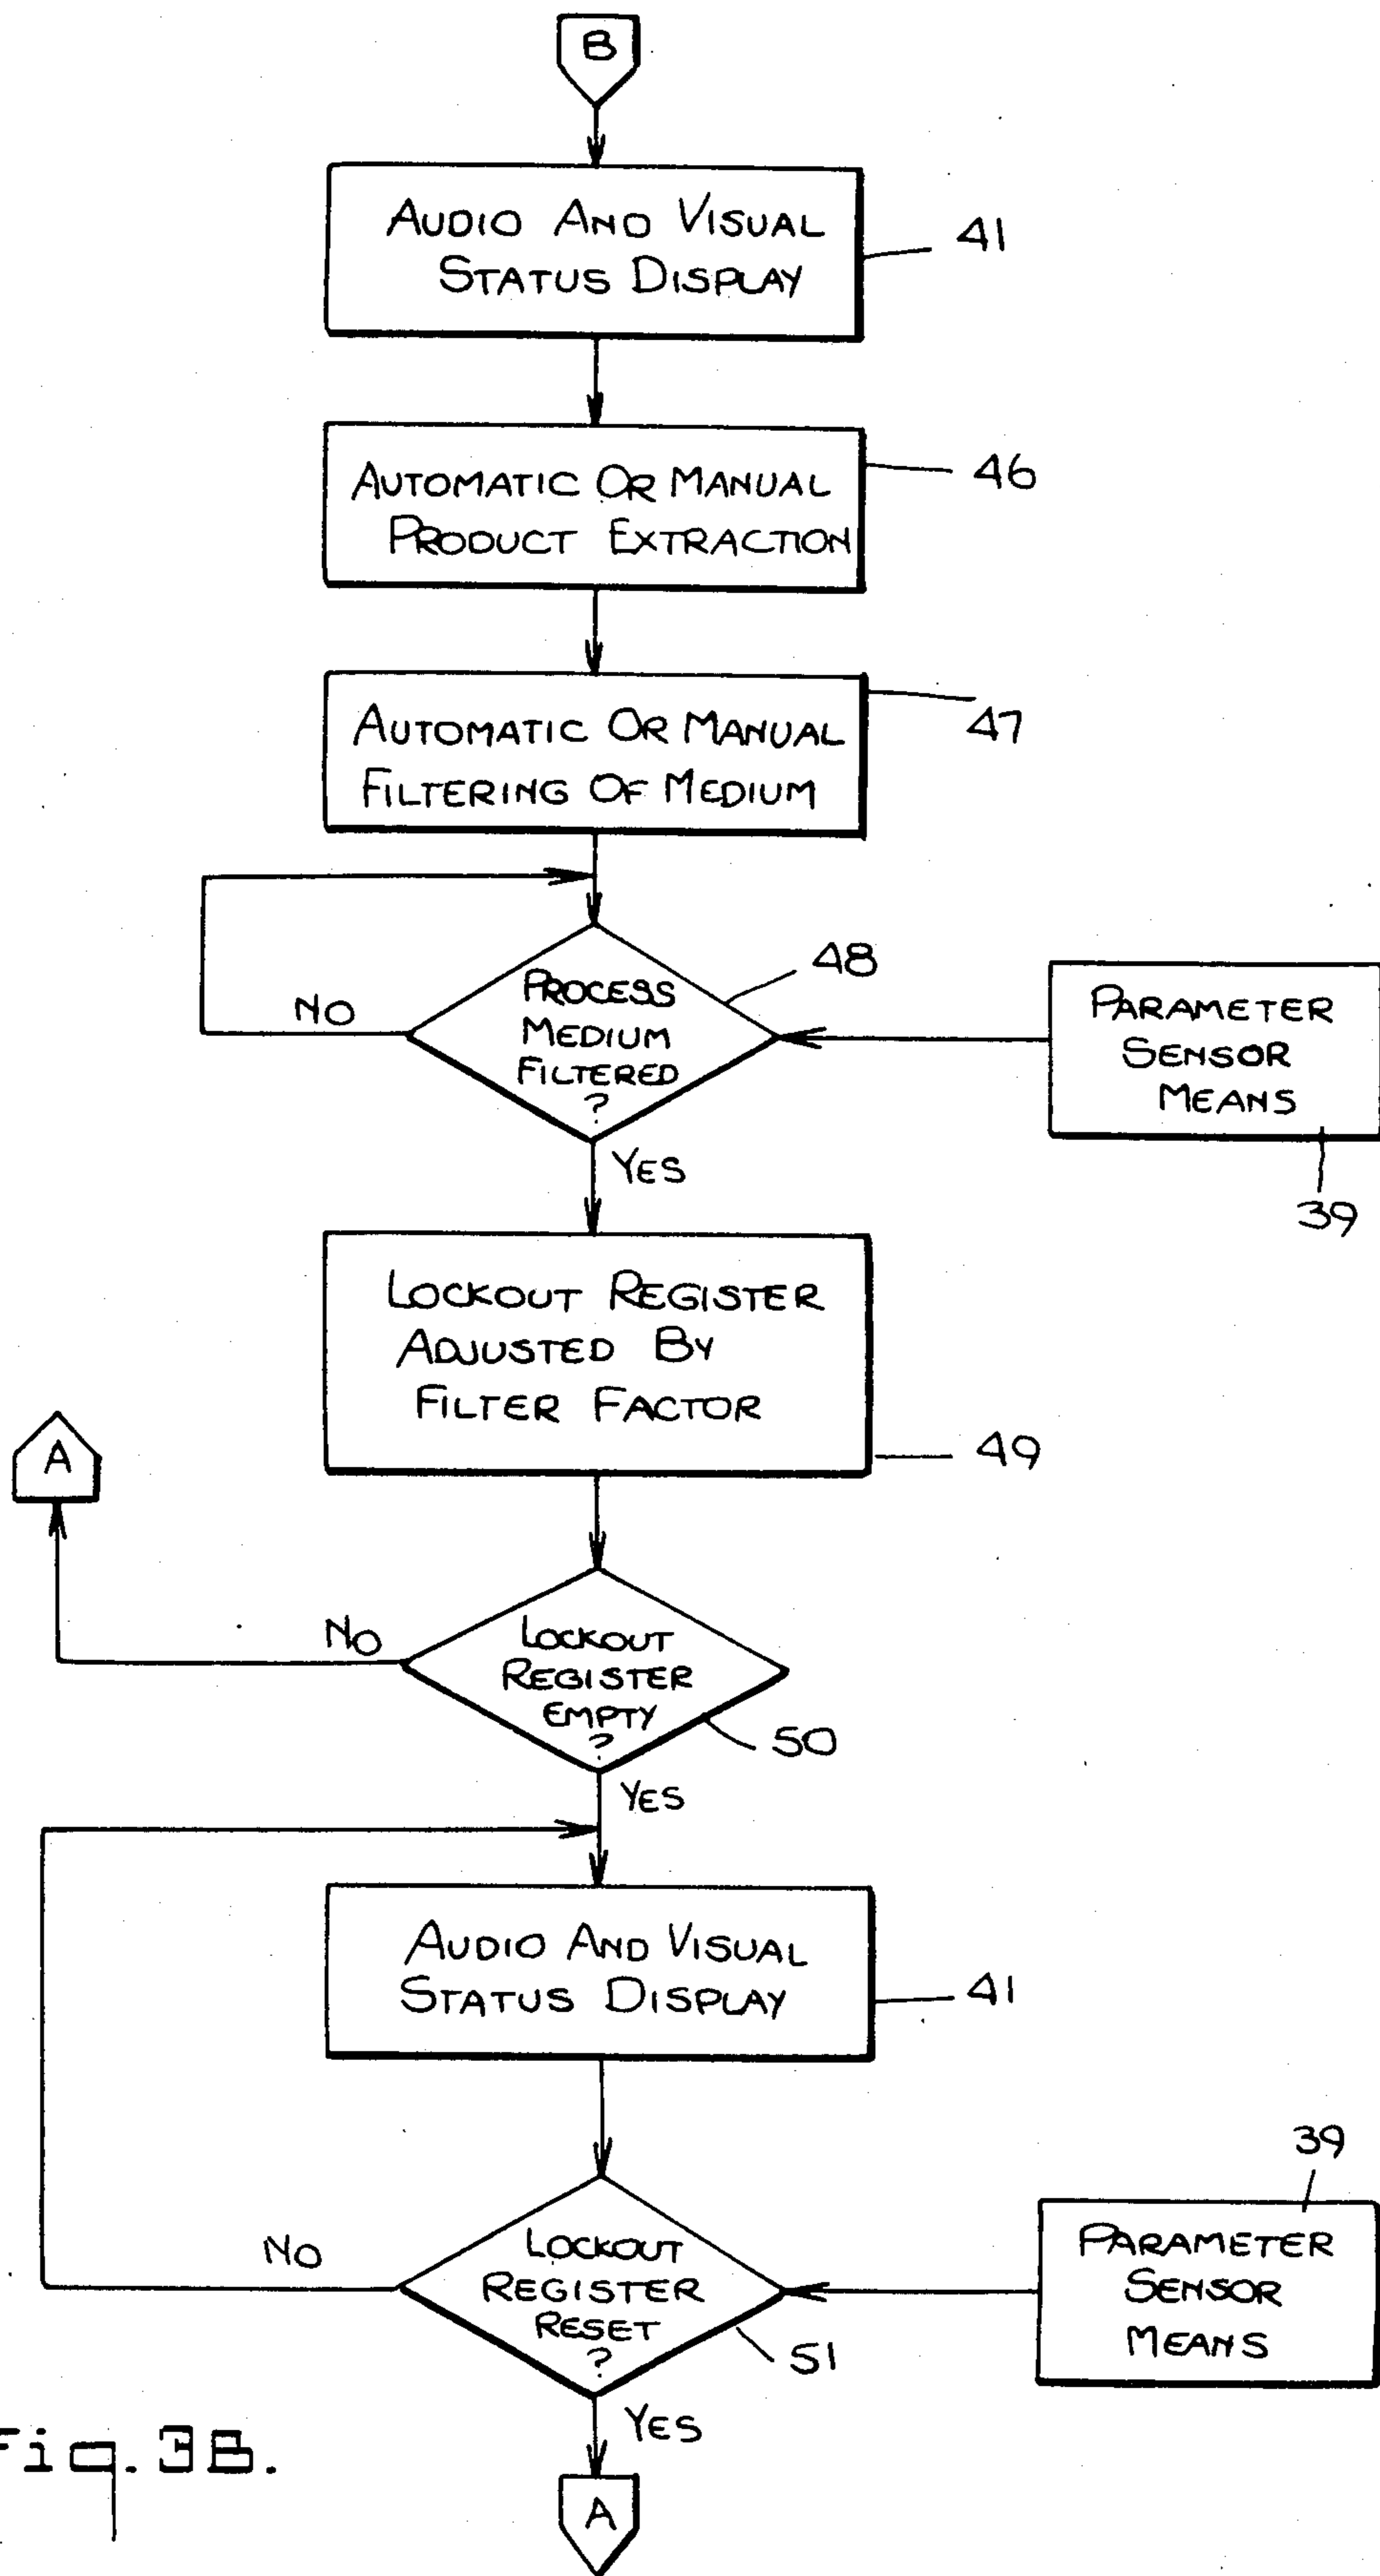 B
AUDIO AND VISUAL
STATUS DISPLAY
41
AUTOMATIC OR MANUAL
PRODUCT EXTRACTION
46
AUTOMATIC OR MANUAL
FILTERING OF MEDIUM
47
PROCESS
MEDIUM
FILTERED
?
48
NO
PARAMETER
SENSOR
MEANS
39
YES
LOCKOUT REGISTER
ADJUSTED BY
FILTER FACTOR
49
A
NO
LOCKOUT
REGISTER
EMPTY
?
50
YES
AUDIO AND VISUAL
STATUS DISPLAY
41
NO
LOCKOUT
REGISTER
RESET
?
51
39
PARAMETER
SENSOR
MEANS
YES
Fig. 3B.
A